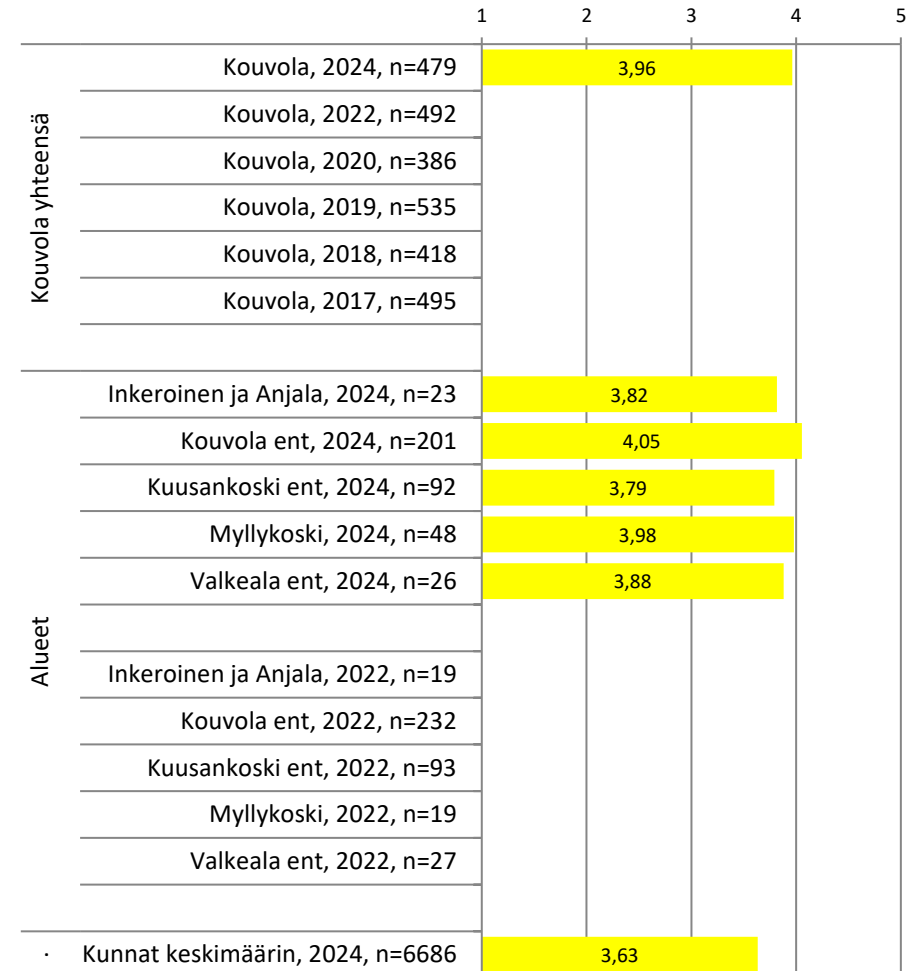 1 2 3 4 5
Kouvola yhteensä
Kouvola, 2024, n=479 3,96
Kouvola, 2022, n=492
Kouvola, 2020, n=386
Kouvola, 2019, n=535
Kouvola, 2018, n=418
Kouvola, 2017, n=495
Alueet
Inkeroinen ja Anjala, 2024, n=23 3,82
Kouvola ent, 2024, n=201 4,05
Kuusankoski ent, 2024, n=92 3,79
Myllykoski, 2024, n=48 3,98
Valkeala ent, 2024, n=26 3,88
Inkeroinen ja Anjala, 2022, n=19
Kouvola ent, 2022, n=232
Kuusankoski ent, 2022, n=93
Myllykoski, 2022, n=19
Valkeala ent, 2022, n=27
· Kunnat keskimäärin, 2024, n=6686 3,63